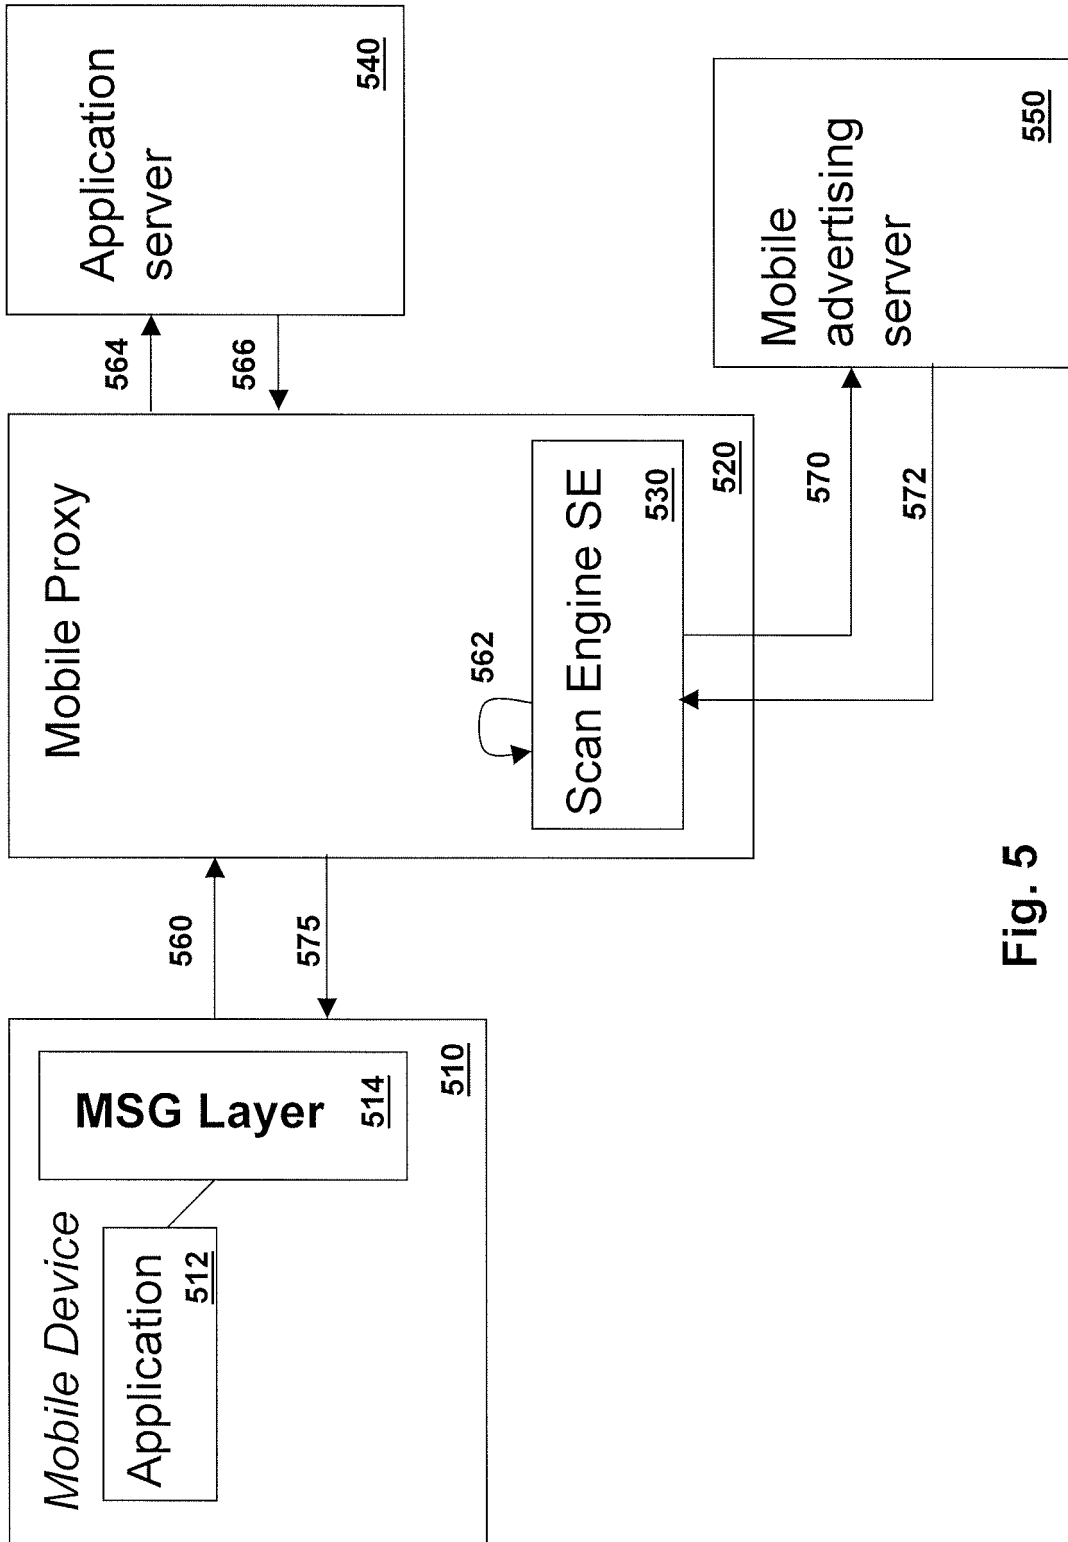 Mobile Device
Application
512
MSG Layer
514
510
560
575
Mobile Proxy
562
Scan Engine SE
530
520
564
566
Application
server
540
570
572
Mobile
advertising
server
550
Fig. 5